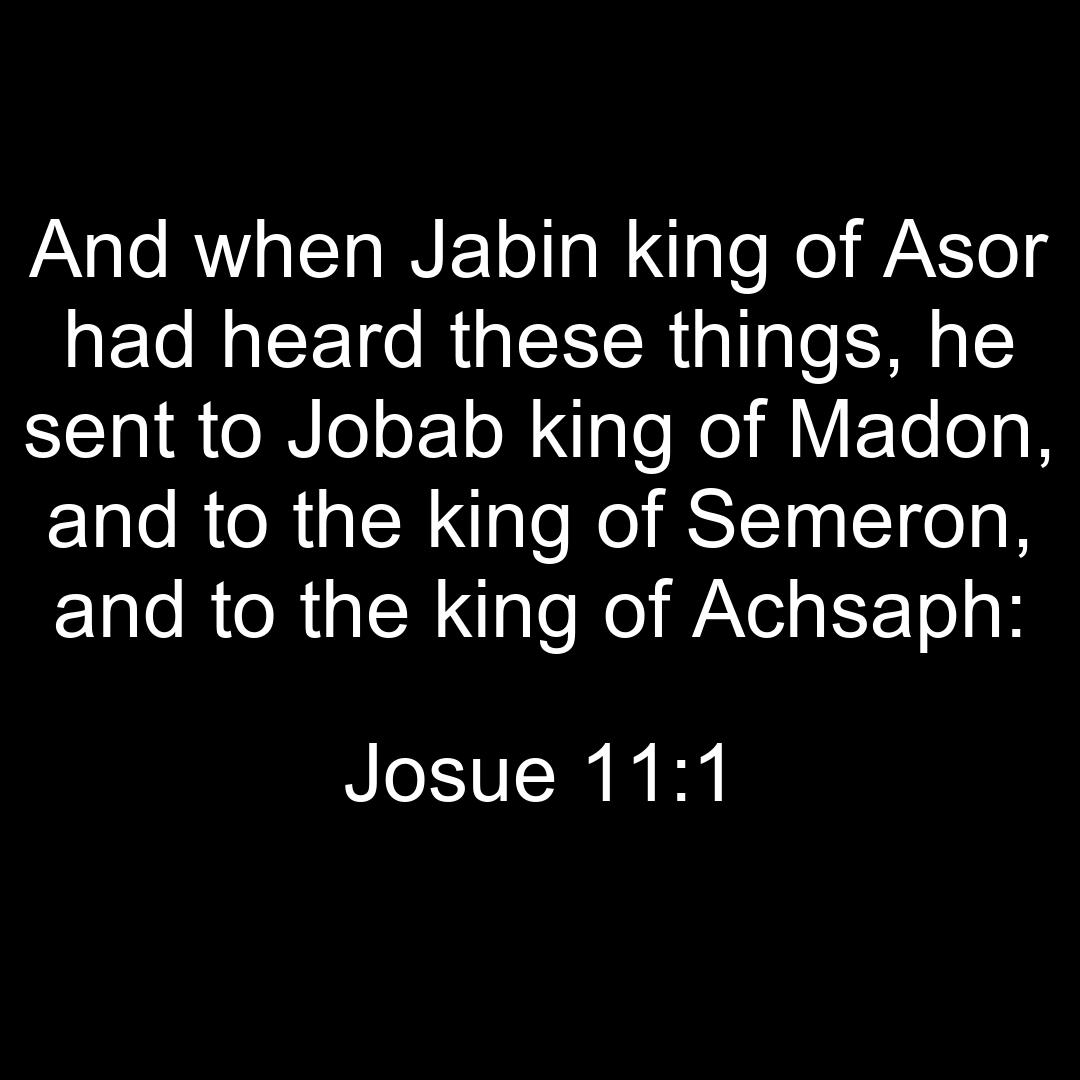 And when Jabin king of Asor
had heard these things, he
sent to Jobab king of Madon,
and to the king of Semeron,
and to the king of Achsaph:
Josue 11:1